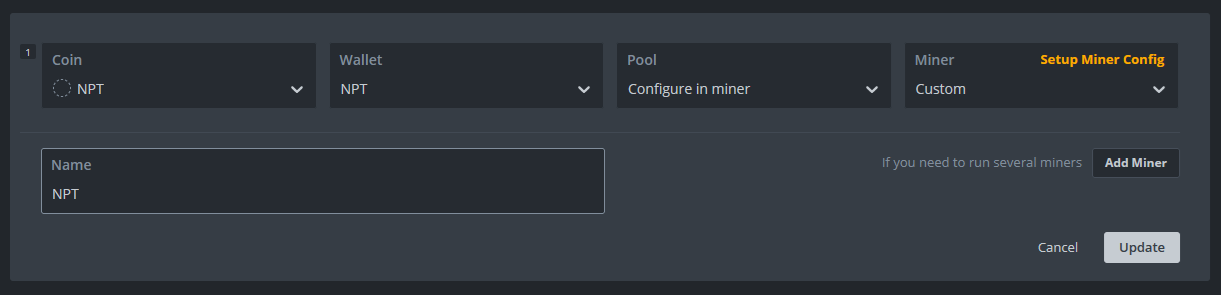 1
Coin
NPT
Wallet
NPT
Pool
Configure in miner
Miner
Setup Miner Config
Custom
Name
NPT
If you need to run several miners
Add Miner
Cancel
Update